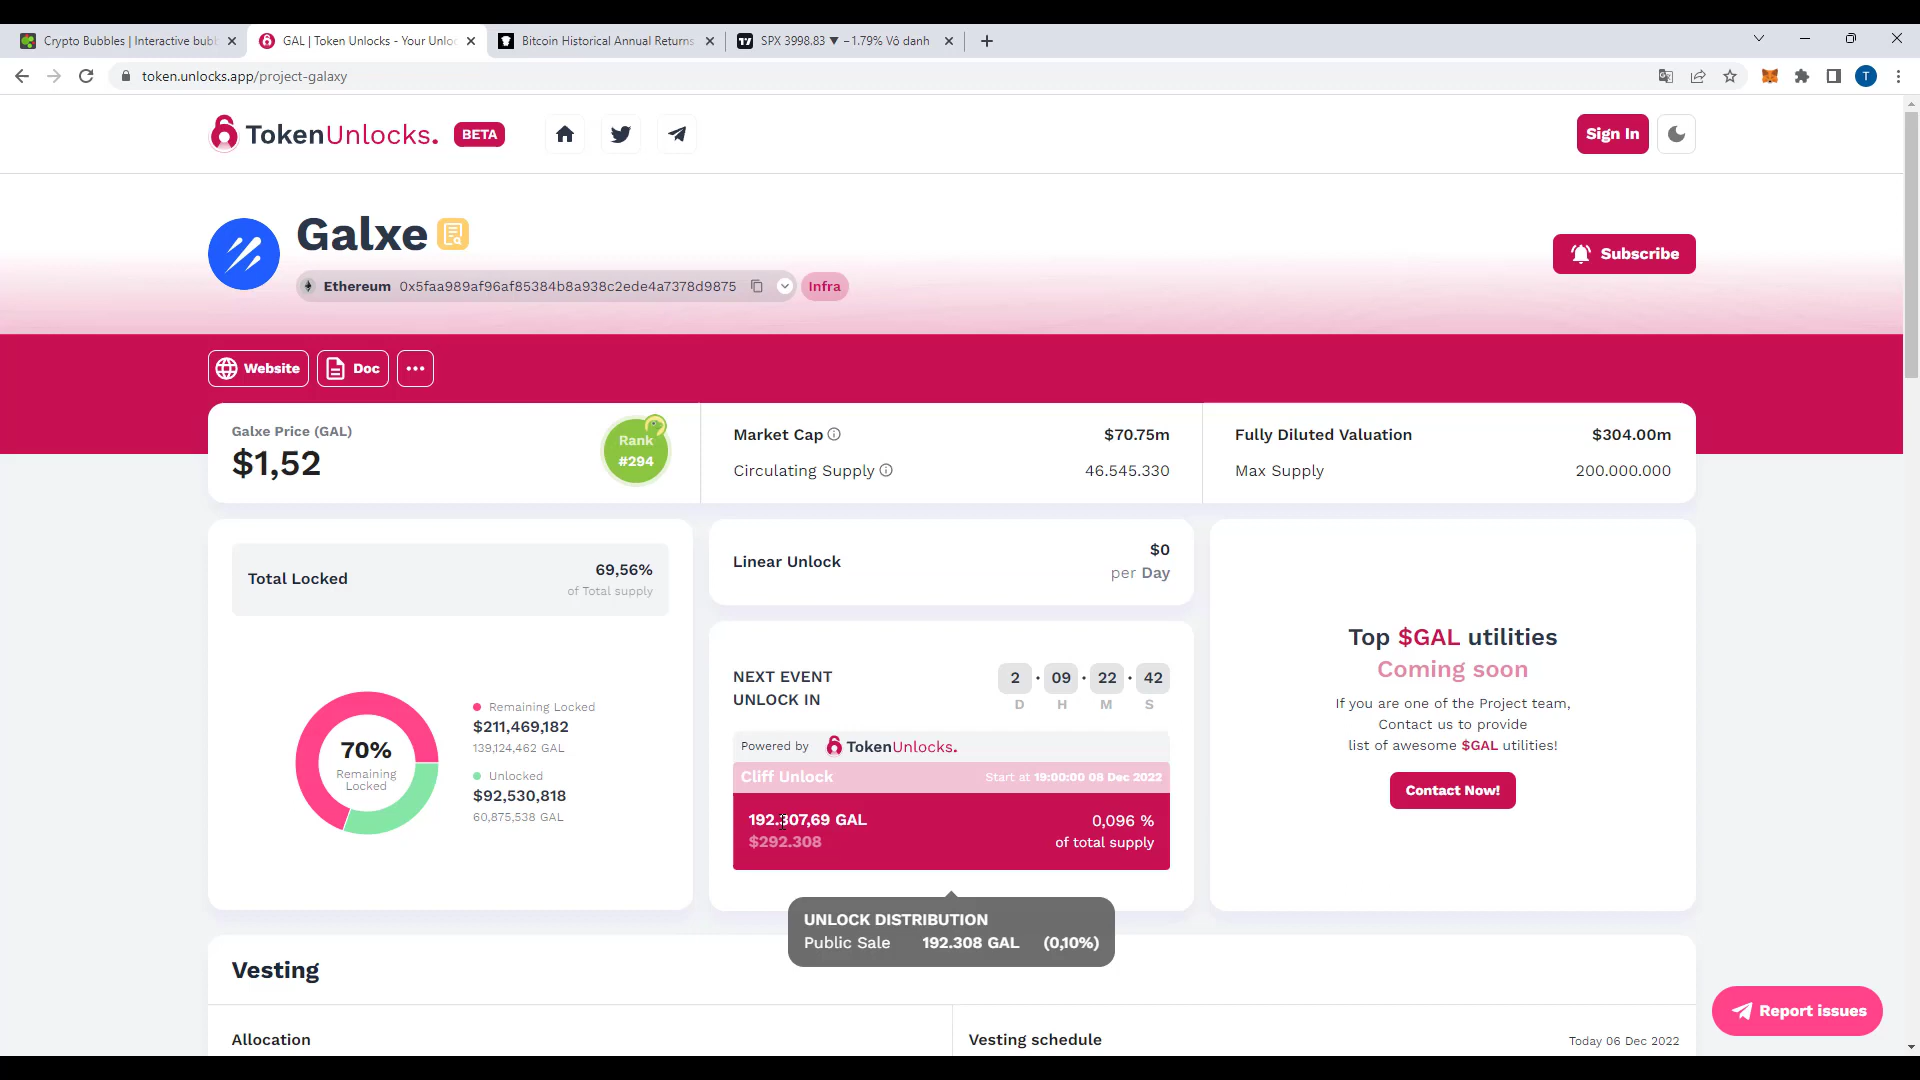 Crypto Bubbles | Interactive bubb
GAL | Token Unlocks - Your Unloc
Bitcoin Historical Annual Returns
SPX 3998.83 ▼ −1.79% Vô danh
token.unlocks.app/project-galaxy
T
TokenUnlocks.
BETA
Sign In
Galxe
Ethereum 0x5faa989af96af85384b8a938c2ede4a7378d9875
Infra
Subscribe
Website
Doc
Galxe Price (GAL)
$1,52
Rank
#294
Market Cap
$70.75m
Circulating Supply
46.545.330
Fully Diluted Valuation
$304.00m
Max Supply
200.000.000
Total Locked
69,56%
of Total supply
70%
Remaining
Locked
Remaining Locked
$211,469,182
139,124,462 GAL
Unlocked
$92,530,818
60,875,538 GAL
Linear Unlock
$0
per Day
NEXT EVENT
UNLOCK IN
2 · 09 · 22 · 42
D H M S
Powered by TokenUnlocks.
Cliff Unlock
Start at 19:00:00 08 Dec 2022
192.307,69 GAL
0,096 %
$292.308
of total supply
UNLOCK DISTRIBUTION
Public Sale 192.308 GAL (0,10%)
Top $GAL utilities
Coming soon
If you are one of the Project team,
Contact us to provide
list of awesome $GAL utilities!
Contact Now!
Vesting
Allocation
Vesting schedule
Today 06 Dec 2022
Report issues